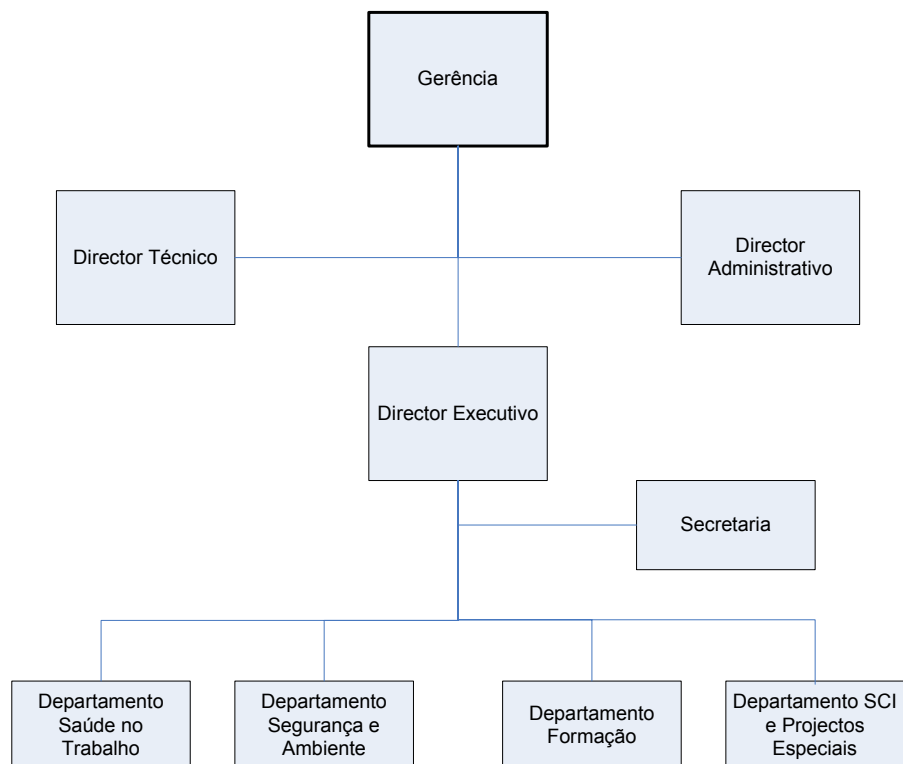 Gerência
Director Técnico
Director
Administrativo
Director Executivo
Secretaria
Departamento
Saúde no
Trabalho
Departamento
Segurança e
Ambiente
Departamento
Formação
Departamento SCI
e Projectos
Especiais